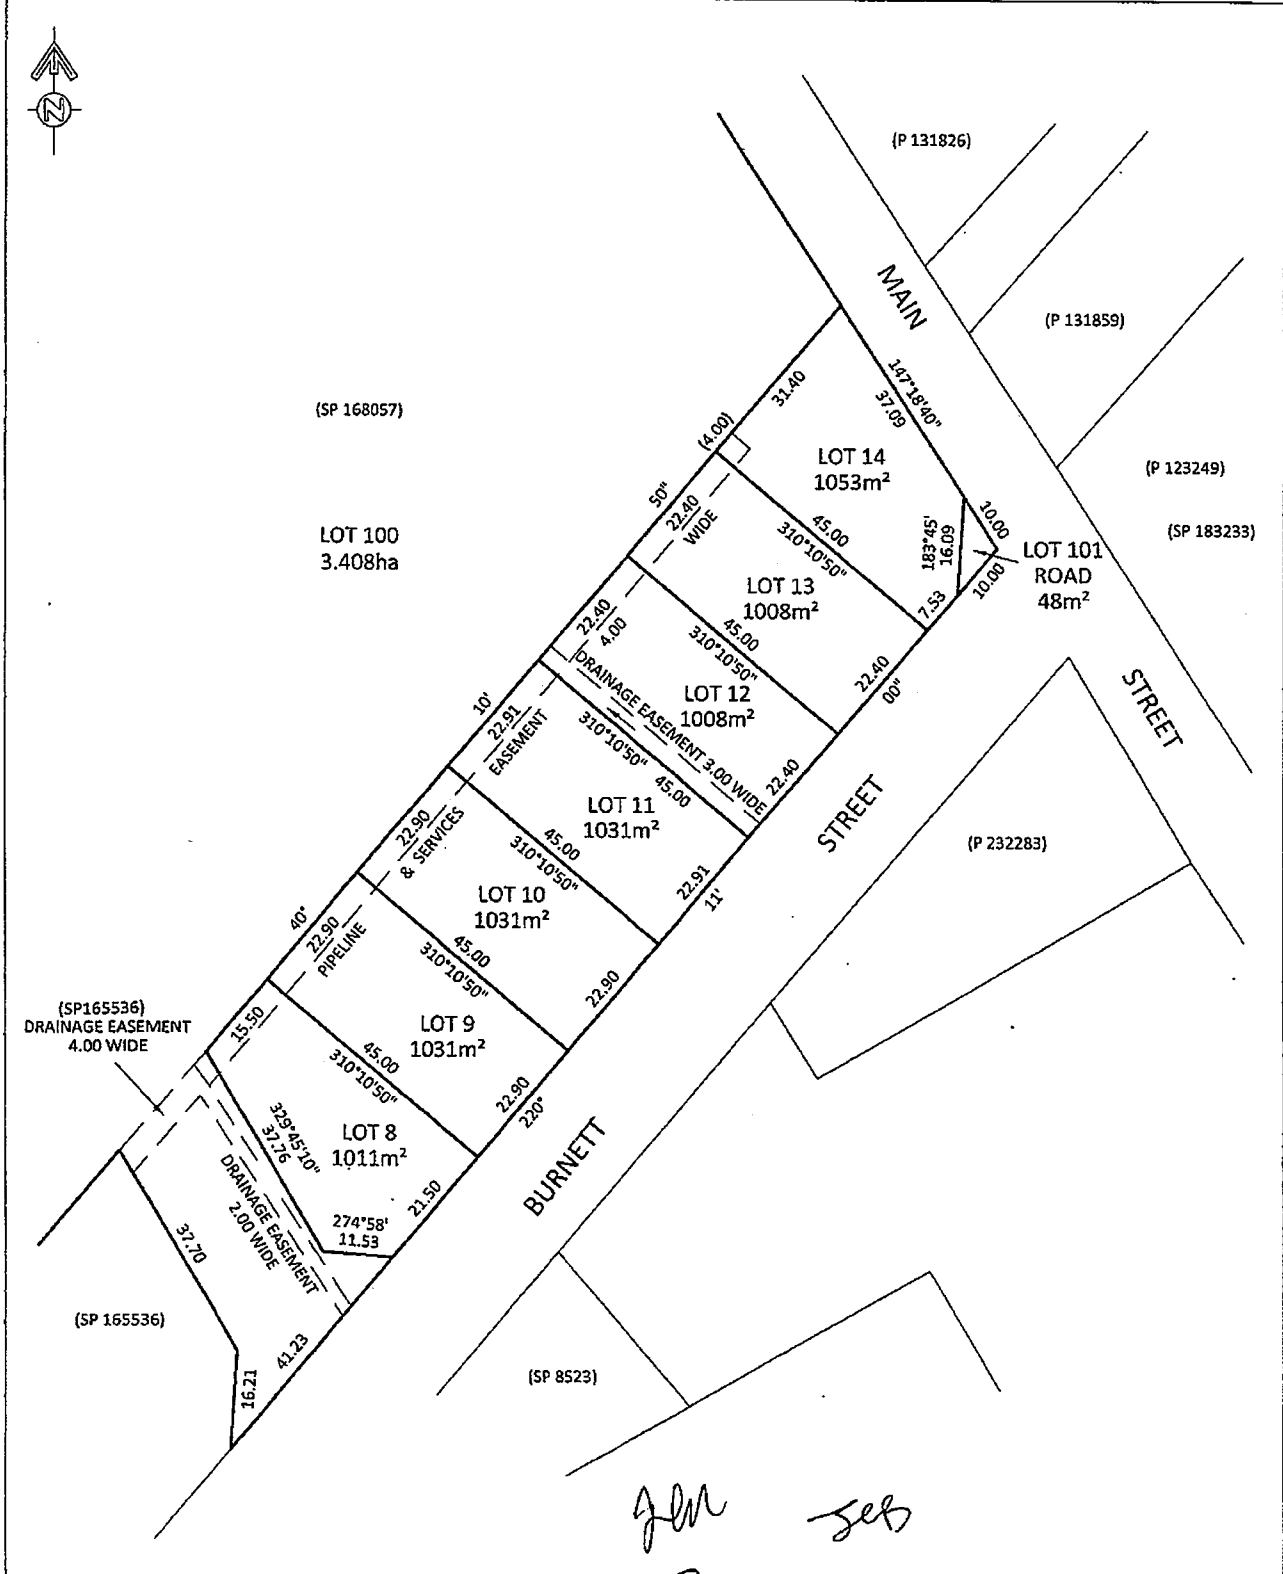 N
(P 131826)
MAIN
(P 131859)
147°18'40"
37.09
31.40
(SP 168057)
(4.00)
LOT 14
1053m²
(P 123249)
50"
22.40
WIDE
10.00
(SP 183233)
LOT 100
3.408ha
45.00
310°10'50"
183°45'
16.09
LOT 101
ROAD
48m²
10.00
LOT 13
1008m²
7.53
22.40
4.00
45.00
310°10'50"
22.40
00"
DRAINAGE EASEMENT 3.00 WIDE
LOT 12
1008m²
STREET
10'
22.91
EASEMENT
310°10'50"
45.00
22.40
STREET
LOT 11
1031m²
22.90
& SERVICES
45.00
310°10'50"
(P 232283)
22.91
11'
LOT 10
1031m²
40°
22.90
PIPELINE
45.00
310°10'50"
22.90
(SP165536)
DRAINAGE EASEMENT
4.00 WIDE
15.50
LOT 9
1031m²
45.00
310°10'50"
22.90
220°
329°45'10"
37.76
LOT 8
1011m²
BURNETT
DRAINAGE EASEMENT
2.00 WIDE
21.50
274°58'
11.53
37.70
(SP 165536)
41.23
16.21
(SP 8523)